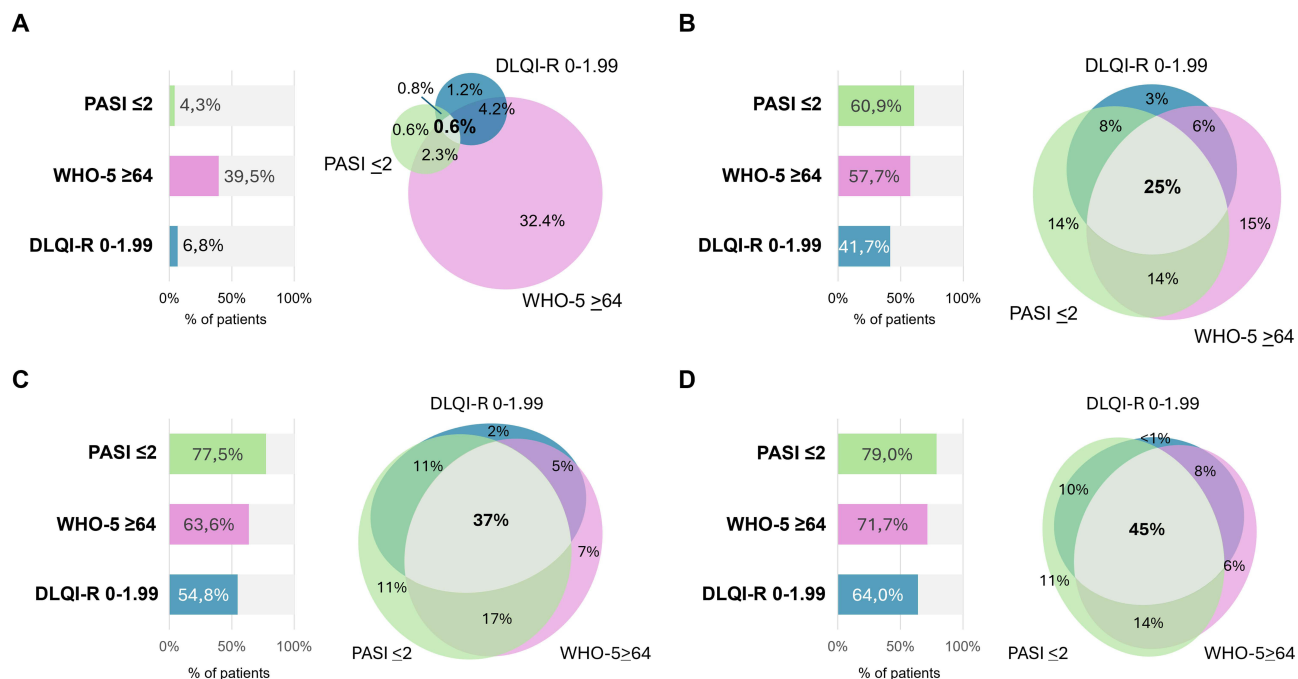 A
PASI ≤2
4,3%
WHO-5 ≥64
39,5%
DLQI-R 0-1.99
6,8%
0% 50% 100%
% of patients
DLQI-R 0-1.99
0.8%
1.2%
4.2%
0.6%
0.6%
2.3%
PASI ≤2
32.4%
WHO-5 ≥64
B
PASI ≤2
60,9%
WHO-5 ≥64
57,7%
DLQI-R 0-1.99
41,7%
0% 50% 100%
% of patients
DLQI-R 0-1.99
3%
8%
6%
25%
14%
15%
14%
PASI ≤2
WHO-5 ≥64
C
PASI ≤2
77,5%
WHO-5 ≥64
63,6%
DLQI-R 0-1.99
54,8%
0% 50% 100%
% of patients
DLQI-R 0-1.99
2%
11%
5%
37%
7%
11%
17%
PASI ≤2
WHO-5≥64
D
PASI ≤2
79,0%
WHO-5 ≥64
71,7%
DLQI-R 0-1.99
64,0%
0% 50% 100%
% of patients
DLQI-R 0-1.99
<1%
8%
10%
45%
6%
11%
14%
PASI ≤2
WHO-5≥64